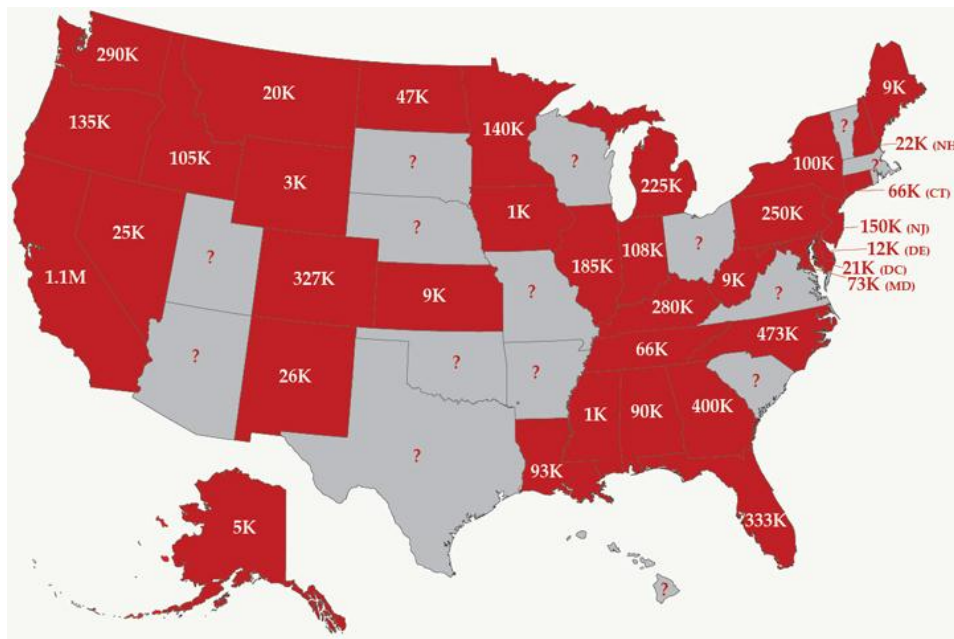 290K
20K
47K
9K
135K
140K
?
105K
?
?
22K (NH)
100K
?
3K
225K
66K (CT)
1K
250K
150K (NJ)
25K
?
?
12K (DE)
?
108K
21K (DC)
1.1M
327K
185K
9K
73K (MD)
9K
?
?
280K
473K
66K
?
26K
?
?
?
1K
90K
400K
?
93K
333K
5K
?